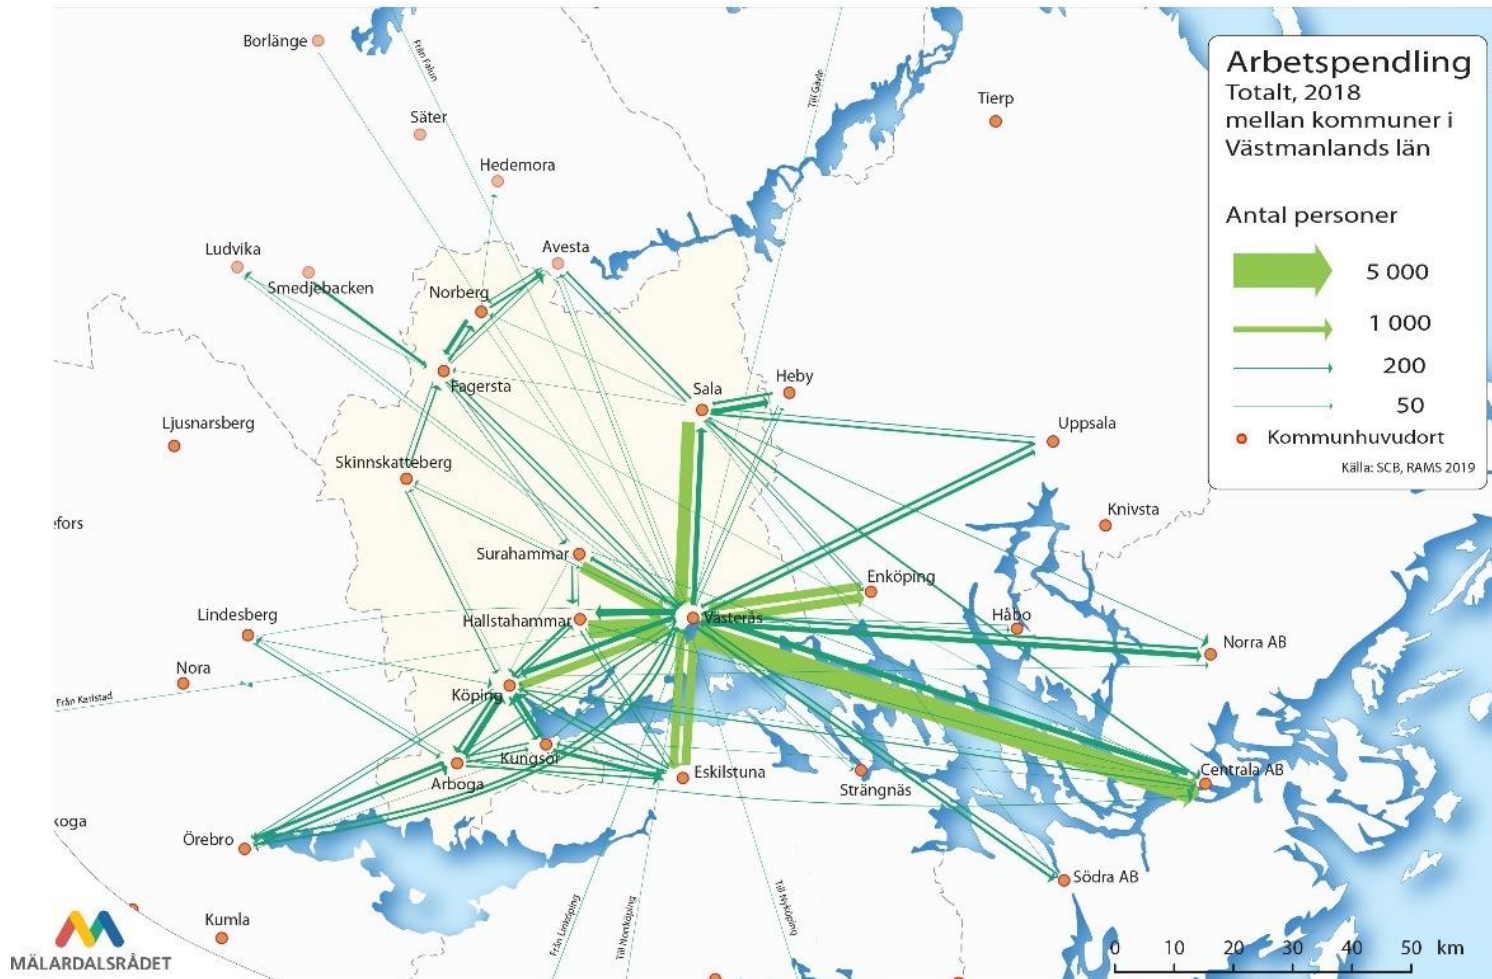 Arbetspendling
Totalt, 2018
mellan kommuner i
Västmanlands län
Antal personer
5 000
1 000
200
50
Kommunhuvudort
Källa: SCB, RAMS 2019
Borlänge
Från Falun
Till Gävle
Tierp
Säter
Hedemora
Ludvika
Smedjebacken
Avesta
Norberg
Fagersta
Sala
Heby
Ljusnarsberg
Uppsala
Skinnskatteberg
Knivsta
efors
Surahammar
Enköping
Lindesberg
Hallstahammar
Västerås
Håbo
Norra AB
Nora
Köping
Från Karlstad
Kungsör
Eskilstuna
Centrala AB
Arboga
Strängnäs
koga
Örebro
Södra AB
Från Linköping
Till Norrköping
Till Nyköping
Kumla
0 10 20 30 40 50 km
MÄLARDALSRÅDET